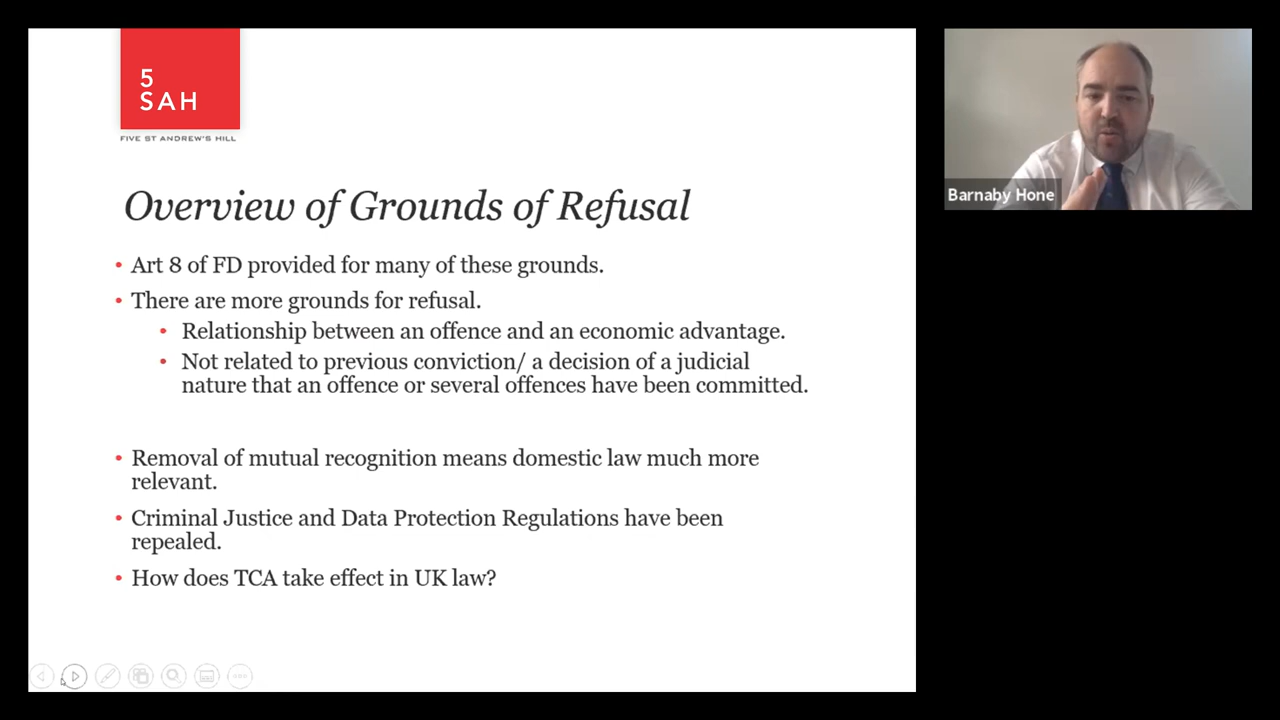 5
SAH
FIVE ST ANDREW'S HILL
Overview of Grounds of Refusal
• Art 8 of FD provided for many of these grounds.
• There are more grounds for refusal.
• Relationship between an offence and an economic advantage.
• Not related to previous conviction/ a decision of a judicial
nature that an offence or several offences have been committed.
• Removal of mutual recognition means domestic law much more
relevant.
• Criminal Justice and Data Protection Regulations have been
repealed.
• How does TCA take effect in UK law?
Barnaby Hone